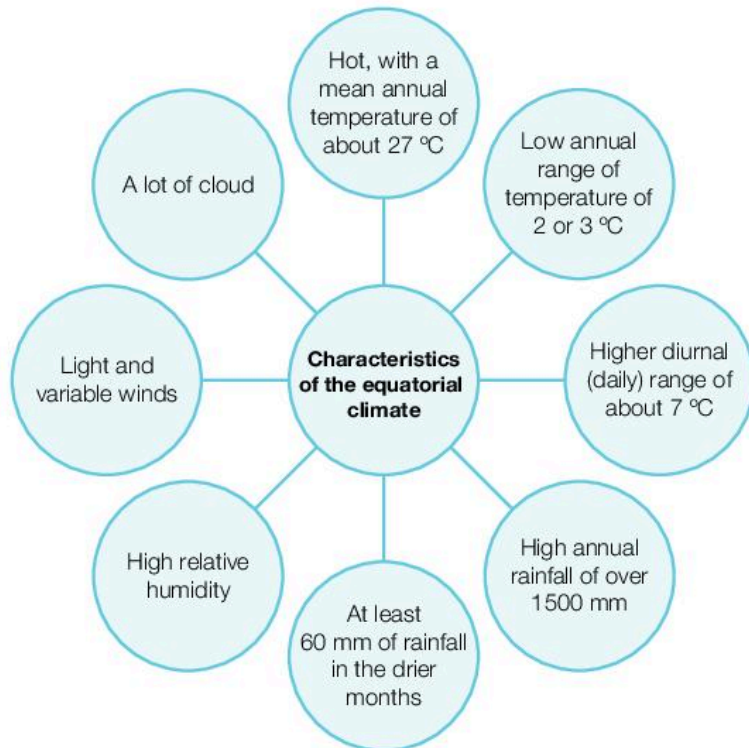 Hot, with a
mean annual
temperature of
about 27 ºC
Low annual
range of
temperature of
2 or 3 ºC
Higher diurnal
(daily) range of
about 7 ºC
High annual
rainfall of over
1500 mm
At least
60 mm of rainfall
in the drier
months
High relative
humidity
Light and
variable winds
A lot of cloud
Characteristics
of the equatorial
climate